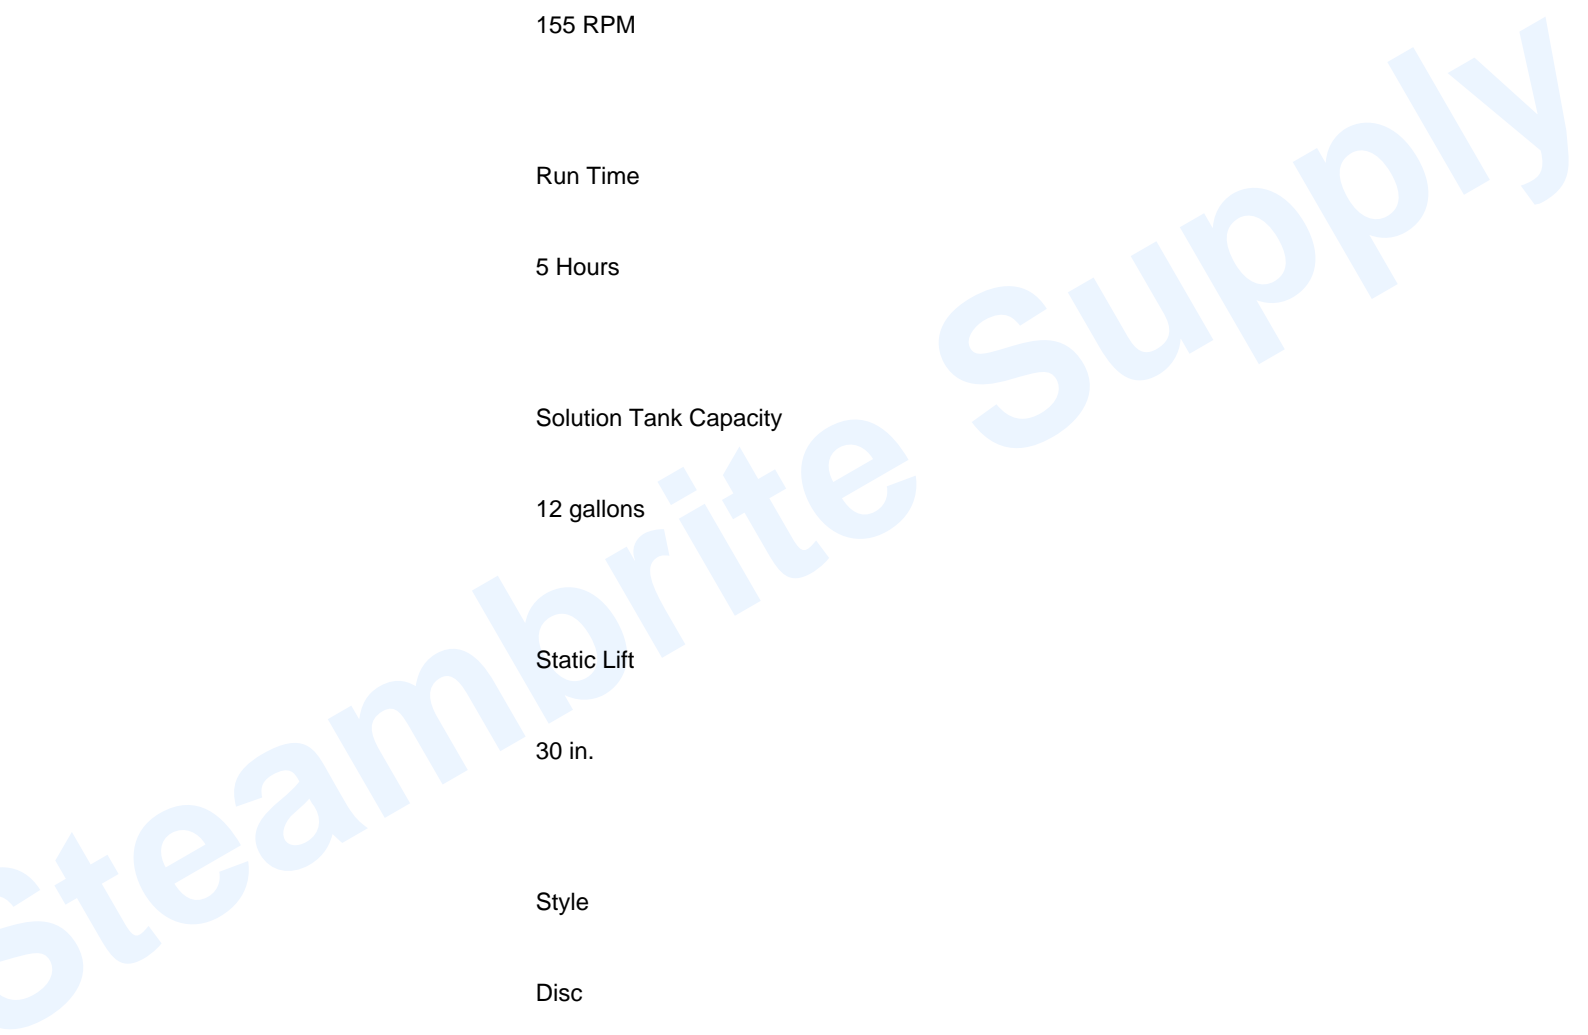 155 RPM
Run Time
5 Hours
Solution Tank Capacity
12 gallons
Static Lift
30 in.
Style
Disc
Steambrite Supply